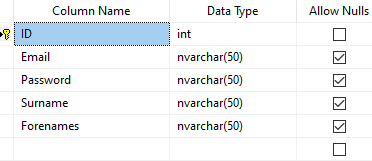 Column Name Data Type Allow Nulls
ID int
Email nvarchar(50)
Password nvarchar(50)
Surname nvarchar(50)
Forenames nvarchar(50)